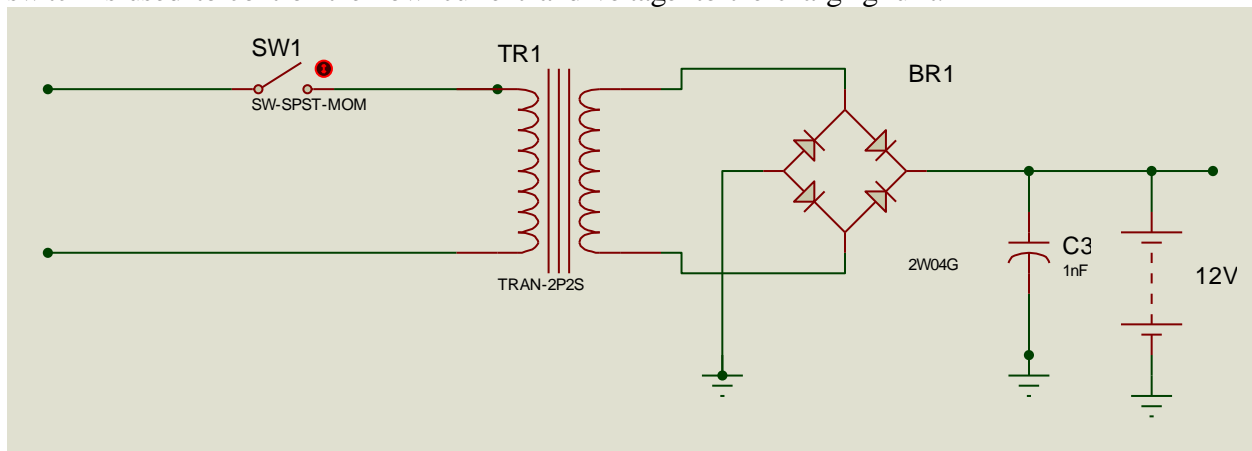 SW1
TR1
BR1
SW-SPST-MOM
C3
2W04G
1nF
12V
TRAN-2P2S